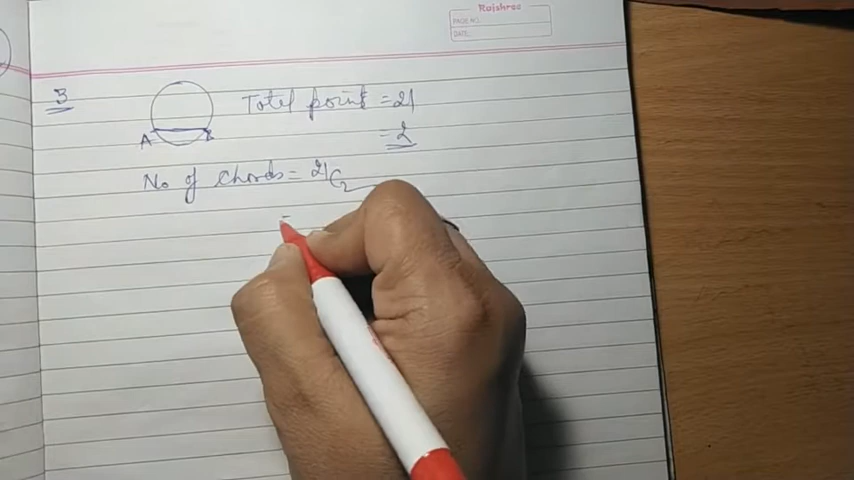 Rajshree
PAGE No.
DATE:
3 Total point = 21
A B = 2
No of chords = 21C2
=